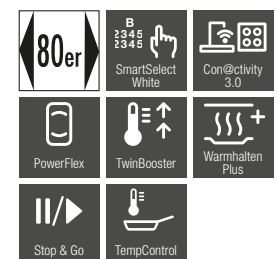 80er
B
2345
2345
SmartSelect
White
Con@ctivity
3.0
PowerFlex
TwinBooster
Warmhalten
Plus
Stop & Go
TempControl